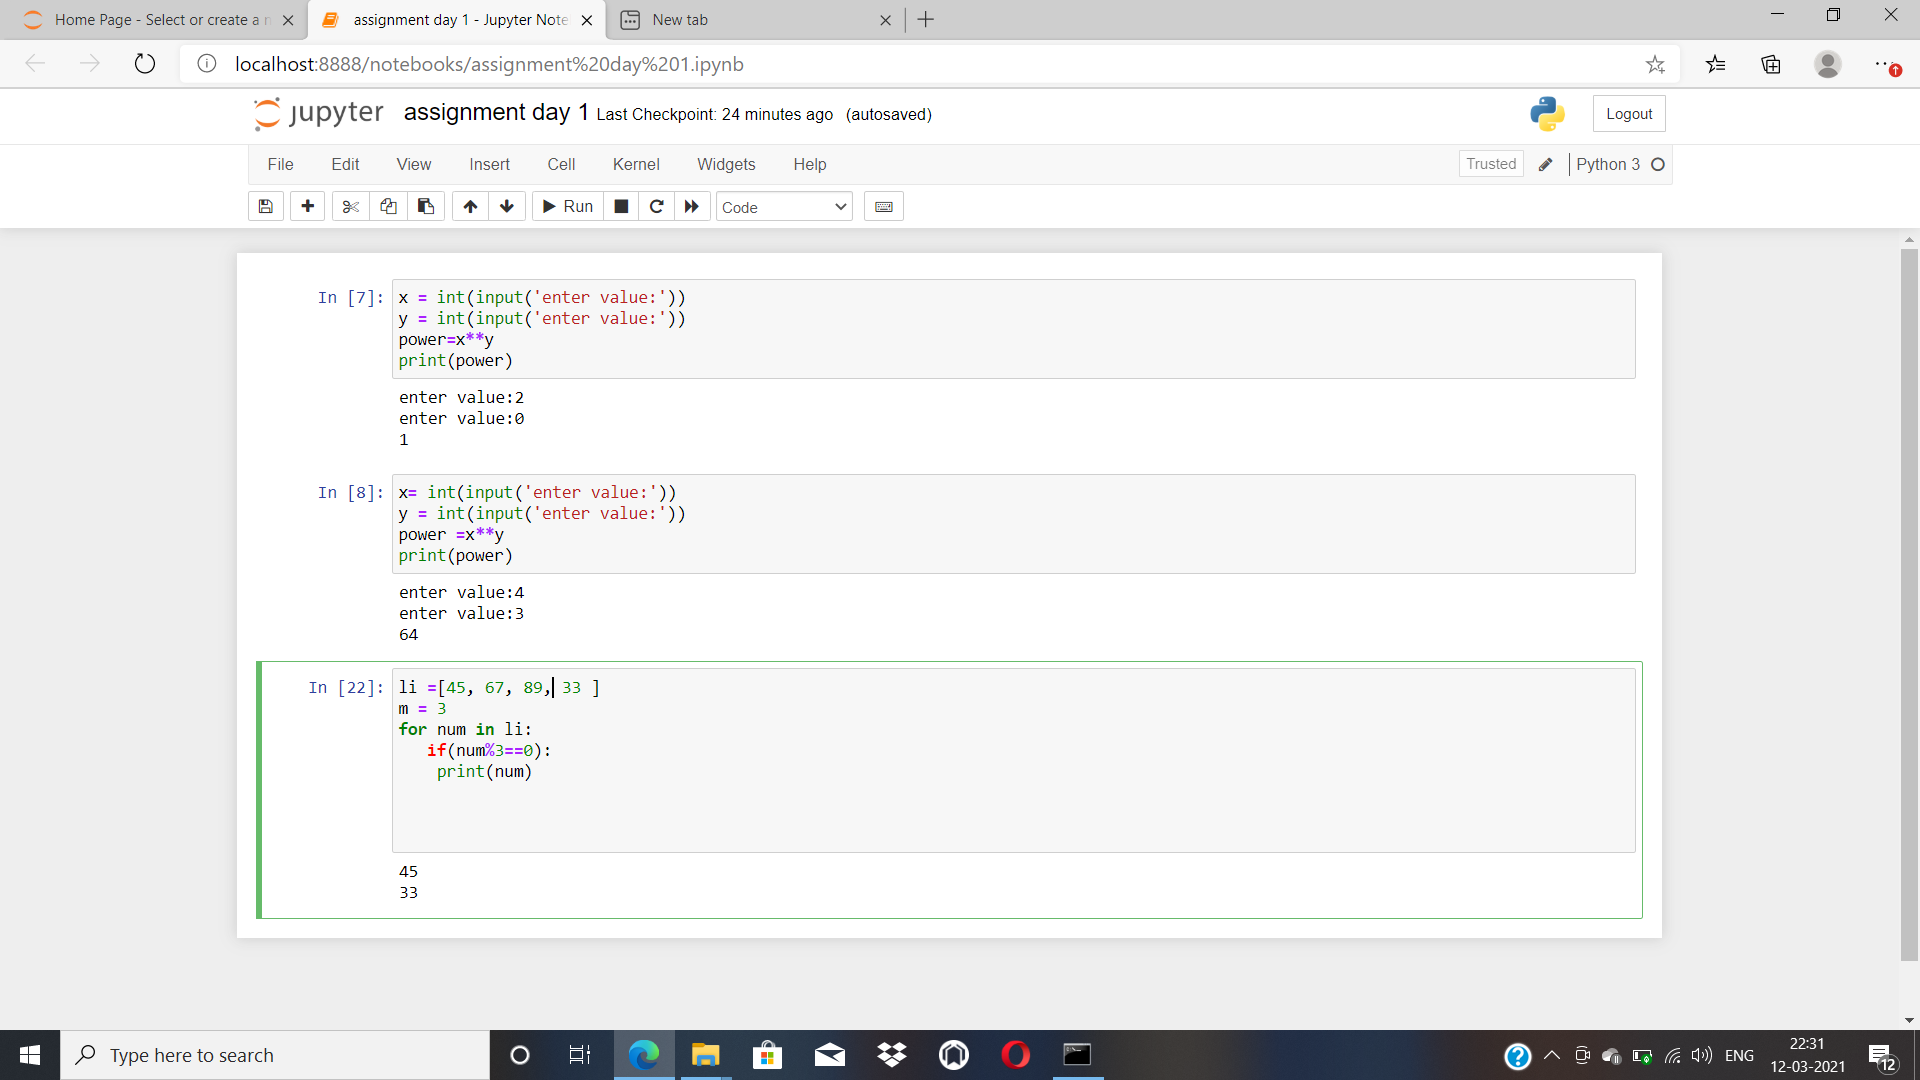 Home Page - Select or create a n
assignment day 1 - Jupyter Note
New tab
localhost:8888/notebooks/assignment%20day%201.ipynb
jupyter assignment day 1 Last Checkpoint: 24 minutes ago (autosaved)
Logout
File Edit View Insert Cell Kernel Widgets Help
Trusted Python 3
Run Code
In [7]: x = int(input('enter value:'))
y = int(input('enter value:'))
power=x**y
print(power)
enter value:2
enter value:0
1
In [8]: x= int(input('enter value:'))
y = int(input('enter value:'))
power =x**y
print(power)
enter value:4
enter value:3
64
In [22]: li =[45, 67, 89, 33 ]
m = 3
for num in li:
   if(num%3==0):
    print(num)
45
33
Type here to search
ENG
22:31
12-03-2021
12